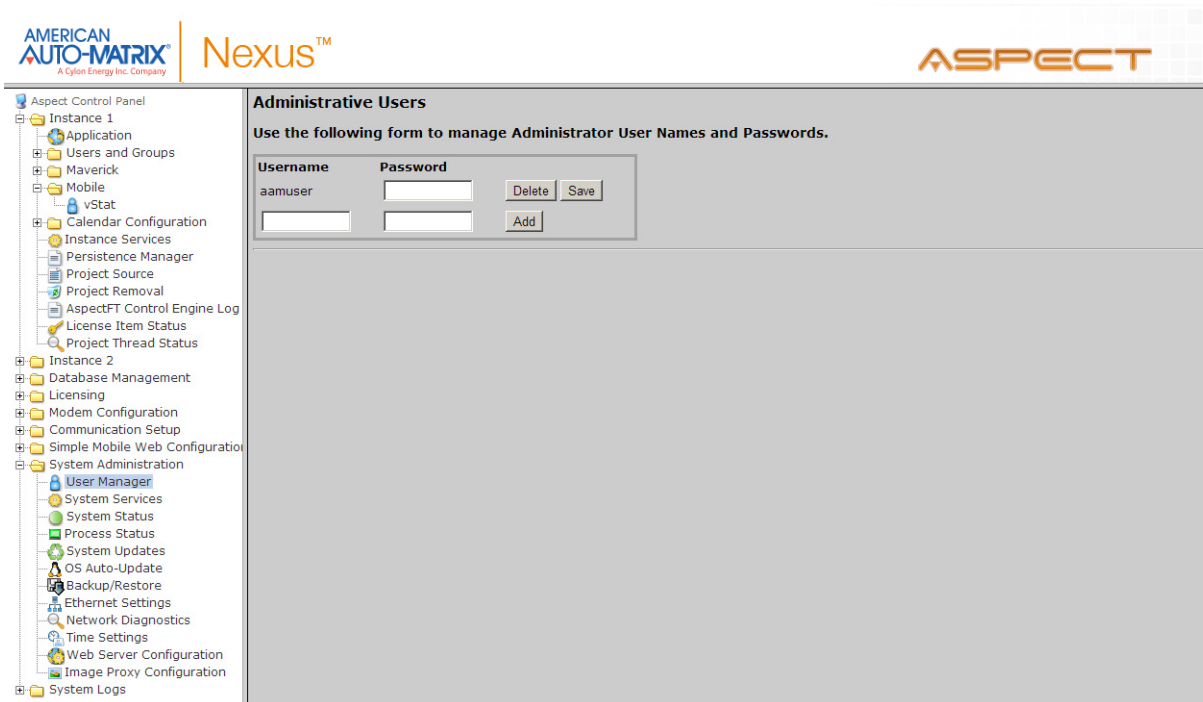 AMERICAN
AUTO-MATRIX®
A Cylon Energy Inc. Company
Nexus™
ASPECT
Aspect Control Panel
Instance 1
Application
Users and Groups
Maverick
Mobile
vStat
Calendar Configuration
Instance Services
Persistence Manager
Project Source
Project Removal
AspectFT Control Engine Log
License Item Status
Project Thread Status
Instance 2
Database Management
Licensing
Modem Configuration
Communication Setup
Simple Mobile Web Configuration
System Administration
User Manager
System Services
System Status
Process Status
System Updates
OS Auto-Update
Backup/Restore
Ethernet Settings
Network Diagnostics
Time Settings
Web Server Configuration
Image Proxy Configuration
System Logs
Administrative Users
Use the following form to manage Administrator User Names and Passwords.
Username Password
aamuser Delete Save
Add